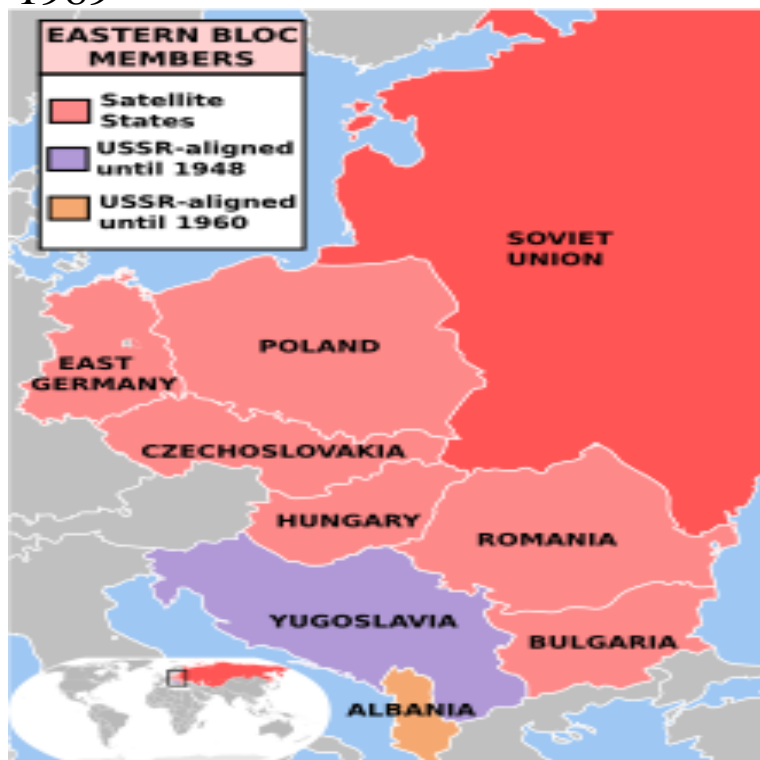 1989
EASTERN BLOC
MEMBERS
Satellite
States
USSR-aligned
until 1948
USSR-aligned
until 1960
SOVIET
UNION
POLAND
EAST
GERMANY
CZECHOSLOVAKIA
HUNGARY
ROMANIA
YUGOSLAVIA
BULGARIA
ALBANIA